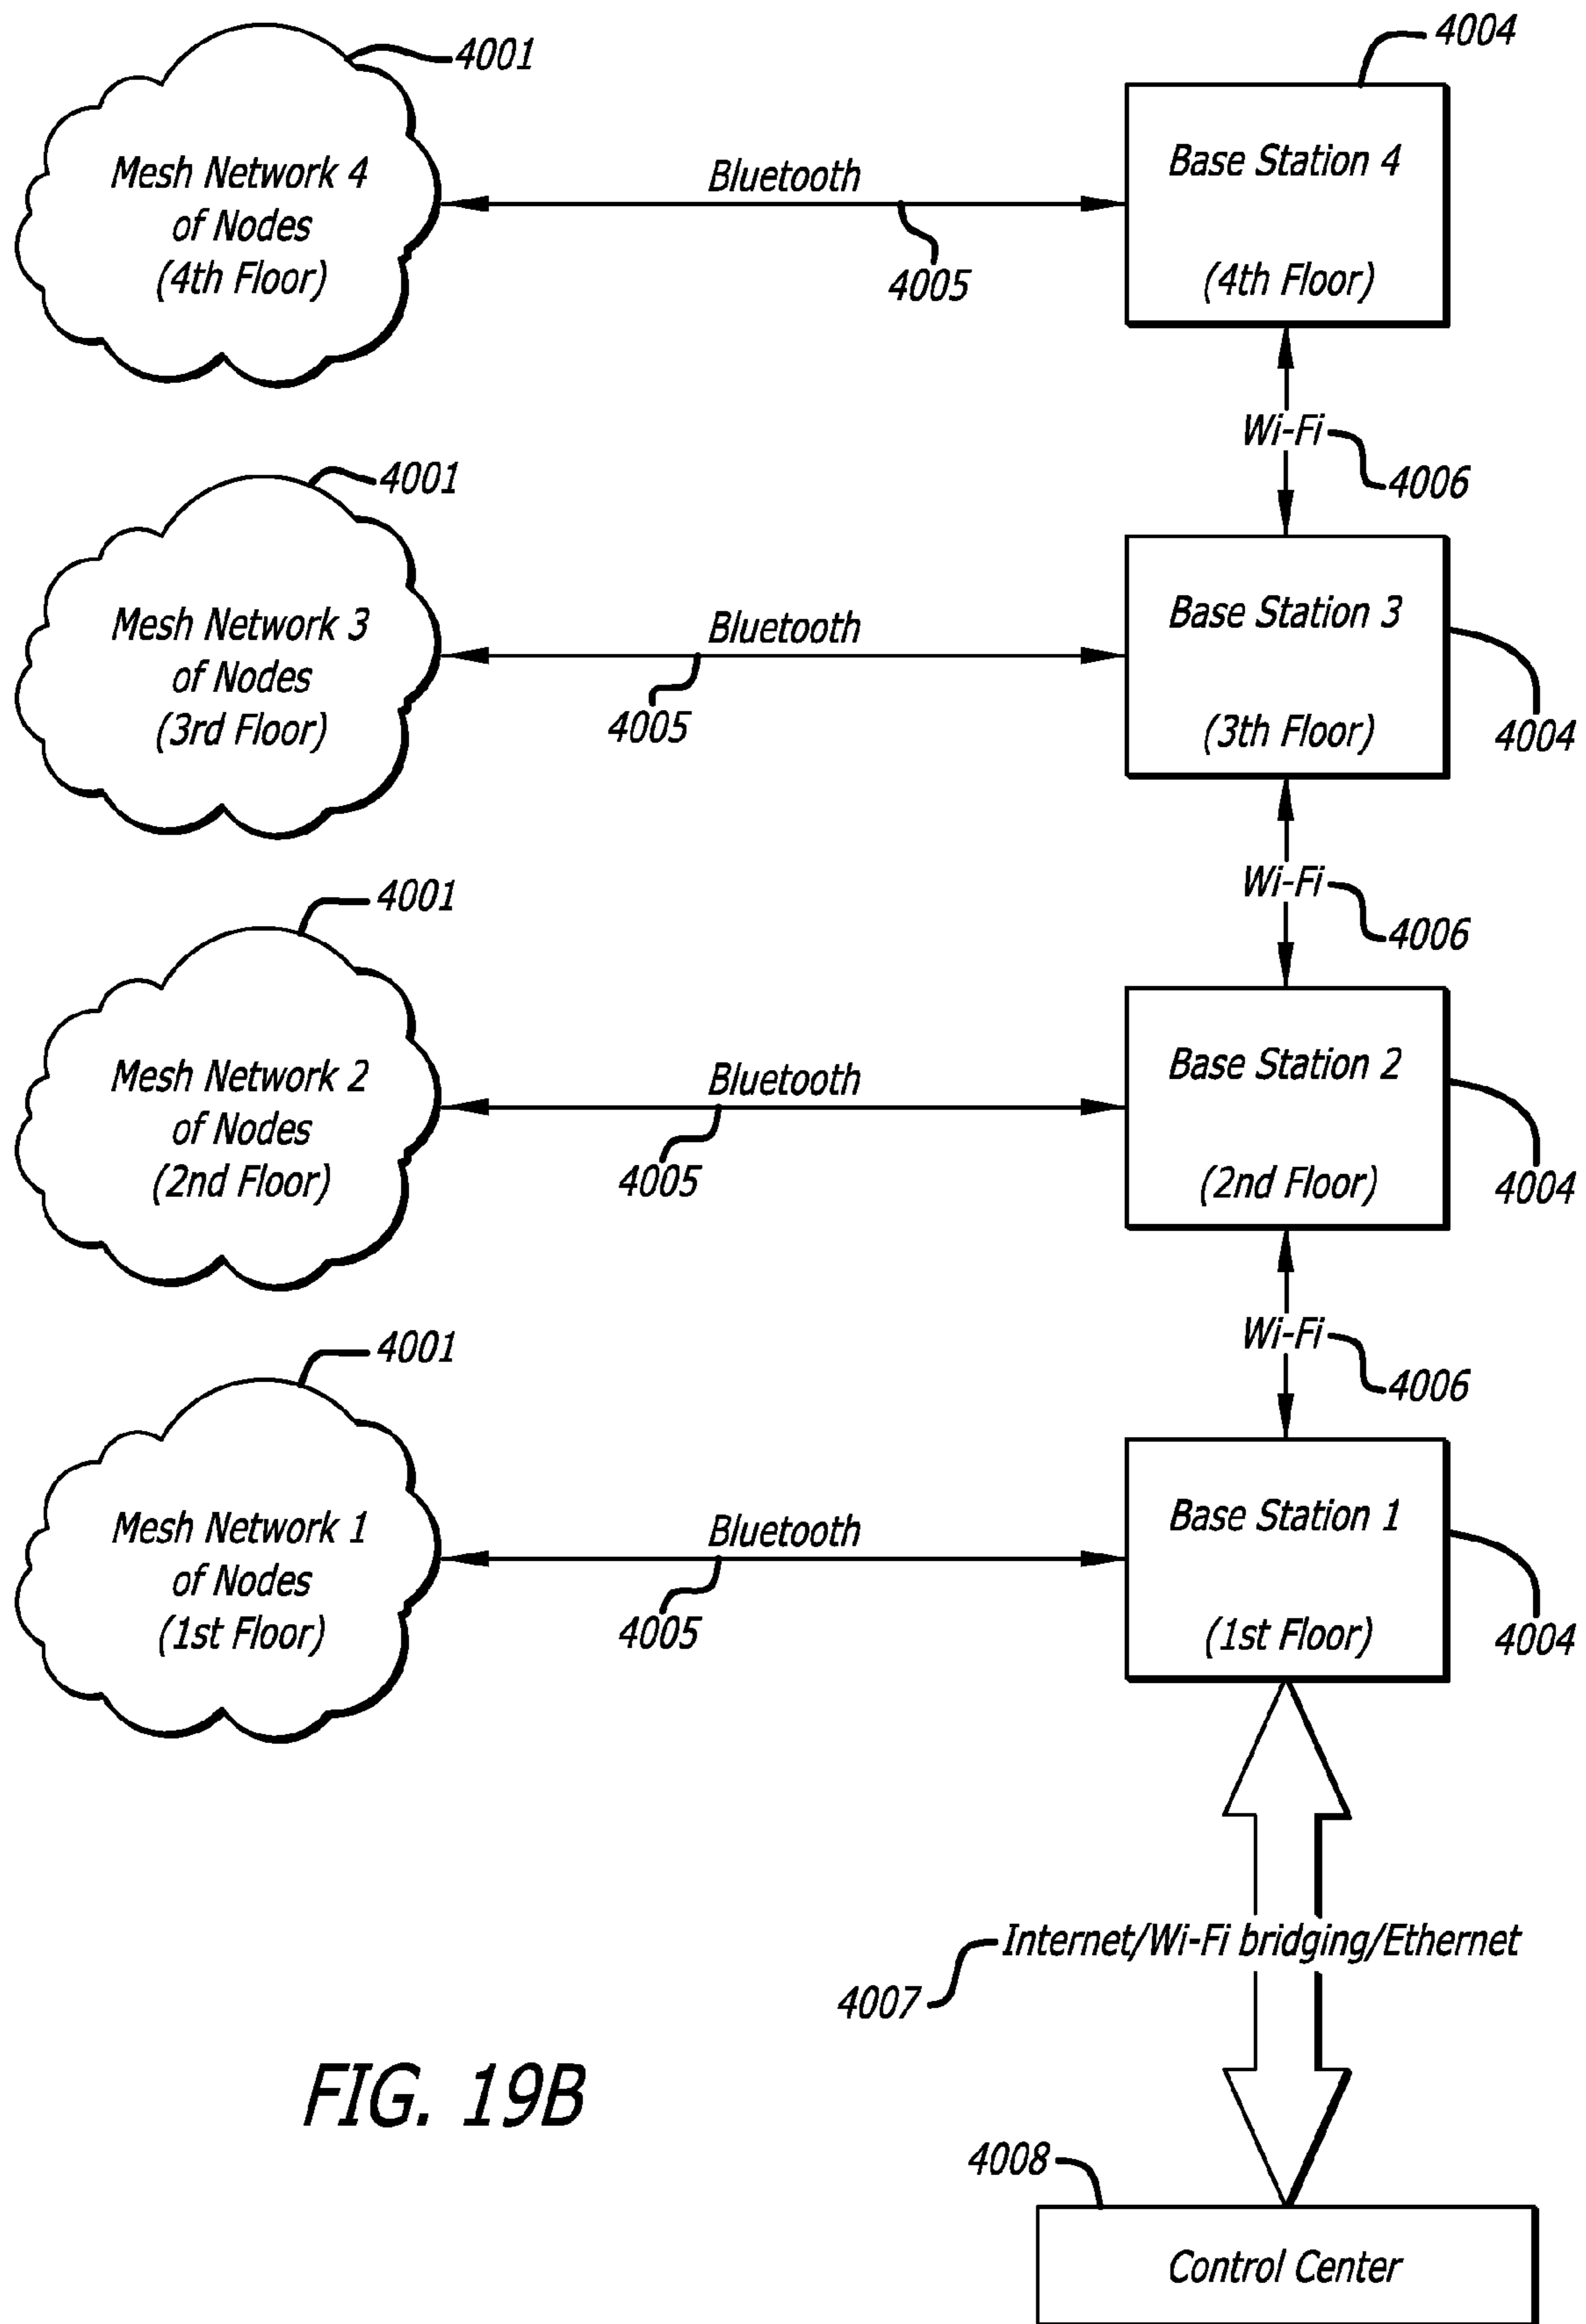 4001
4004
Mesh Network 4
of Nodes
(4th Floor)
Bluetooth
4005
Base Station 4
(4th Floor)
Wi-Fi
4006
4001
Mesh Network 3
of Nodes
(3rd Floor)
Bluetooth
4005
Base Station 3
(3th Floor)
4004
Wi-Fi
4006
4001
Mesh Network 2
of Nodes
(2nd Floor)
Bluetooth
4005
Base Station 2
(2nd Floor)
4004
Wi-Fi
4006
4001
Mesh Network 1
of Nodes
(1st Floor)
Bluetooth
4005
Base Station 1
(1st Floor)
4004
Internet/Wi-Fi bridging/Ethernet
4007
FIG. 19B
4008
Control Center